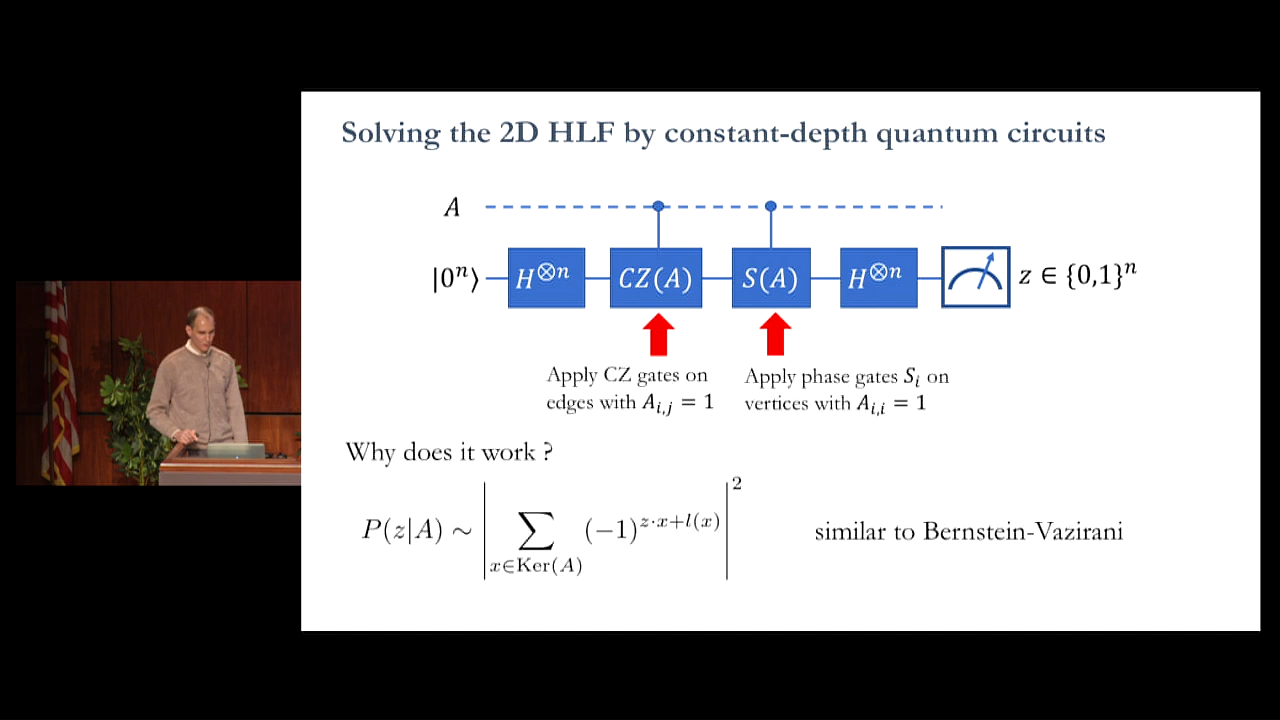 Solving the 2D HLF by constant-depth quantum circuits
A
|0ⁿ⟩ H^{⊗n} CZ(A) S(A) H^{⊗n} z ∈ {0,1}ⁿ
Apply CZ gates on
edges with A_{i,j} = 1
Apply phase gates S_i on
vertices with A_{i,i} = 1
Why does it work ?
P(z|A) ∼ |∑_{x∈Ker(A)} (−1)^{z·x+l(x)}|²
similar to Bernstein-Vazirani